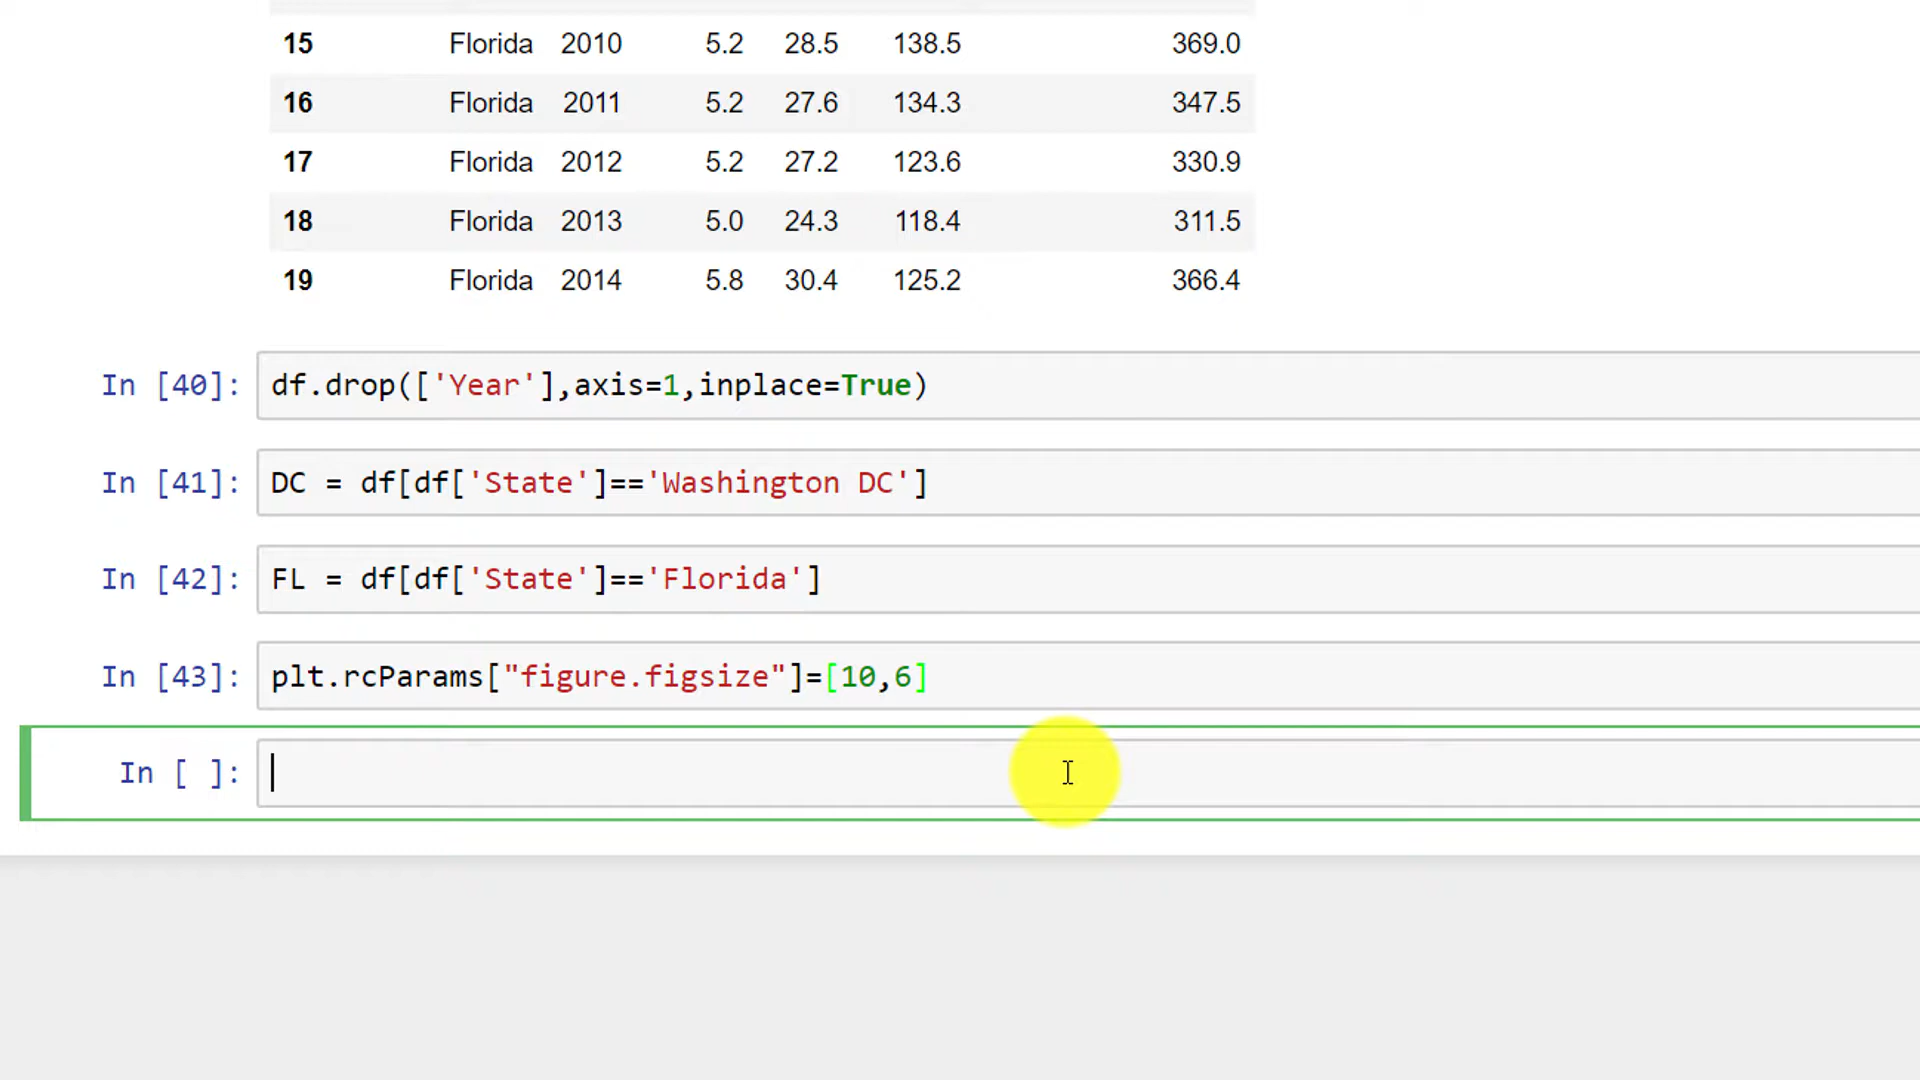 15 Florida 2010 5.2 28.5 138.5 369.0
16 Florida 2011 5.2 27.6 134.3 347.5
17 Florida 2012 5.2 27.2 123.6 330.9
18 Florida 2013 5.0 24.3 118.4 311.5
19 Florida 2014 5.8 30.4 125.2 366.4
In [40]: df.drop(['Year'],axis=1,inplace=True)
In [41]: DC = df[df['State']=='Washington DC']
In [42]: FL = df[df['State']=='Florida']
In [43]: plt.rcParams["figure.figsize"]=[10,6]
In [ ]: